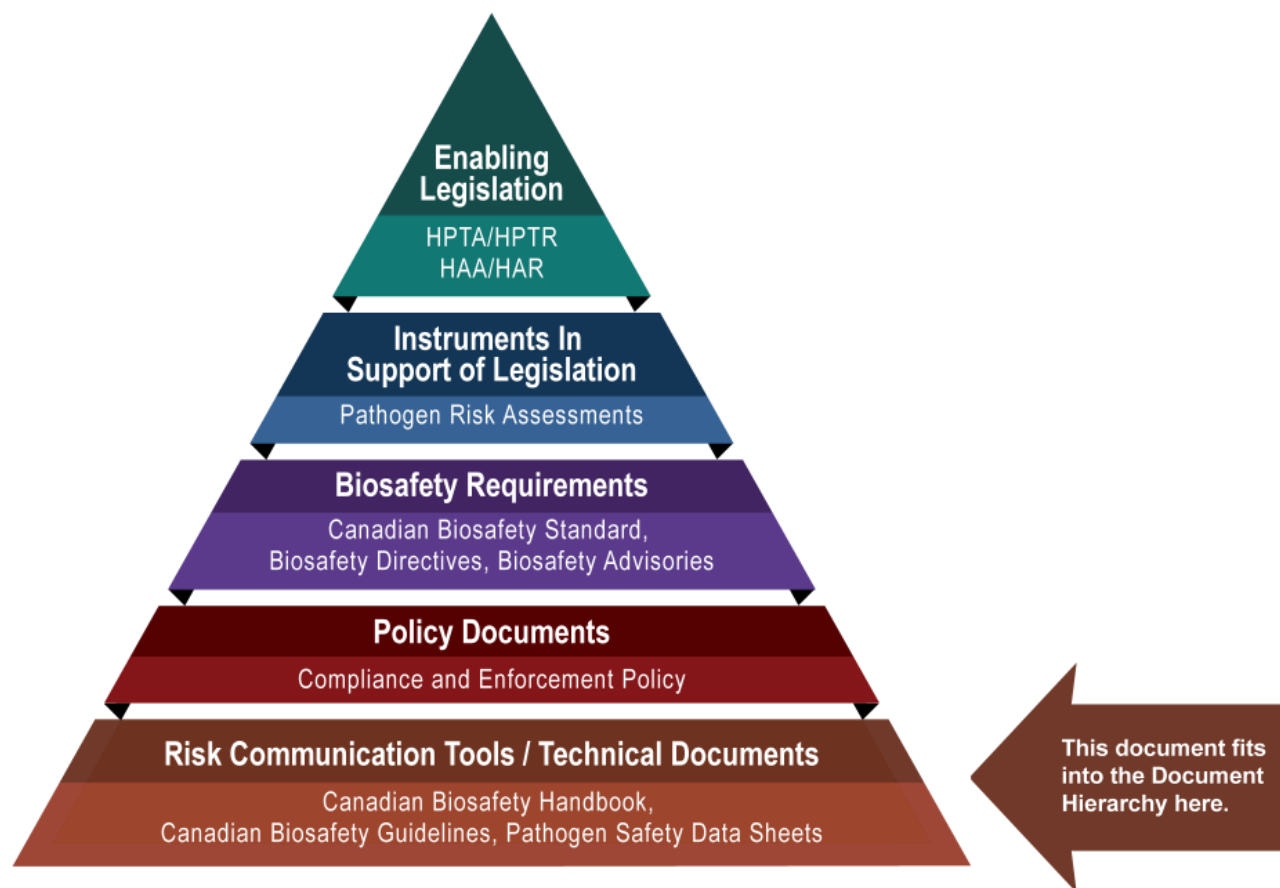 Enabling
Legislation
HPTA/HPTR
HAA/HAR
Instruments In
Support of Legislation
Pathogen Risk Assessments
Biosafety Requirements
Canadian Biosafety Standard,
Biosafety Directives, Biosafety Advisories
Policy Documents
Compliance and Enforcement Policy
Risk Communication Tools / Technical Documents
Canadian Biosafety Handbook,
Canadian Biosafety Guidelines, Pathogen Safety Data Sheets
This document fits
into the Document
Hierarchy here.